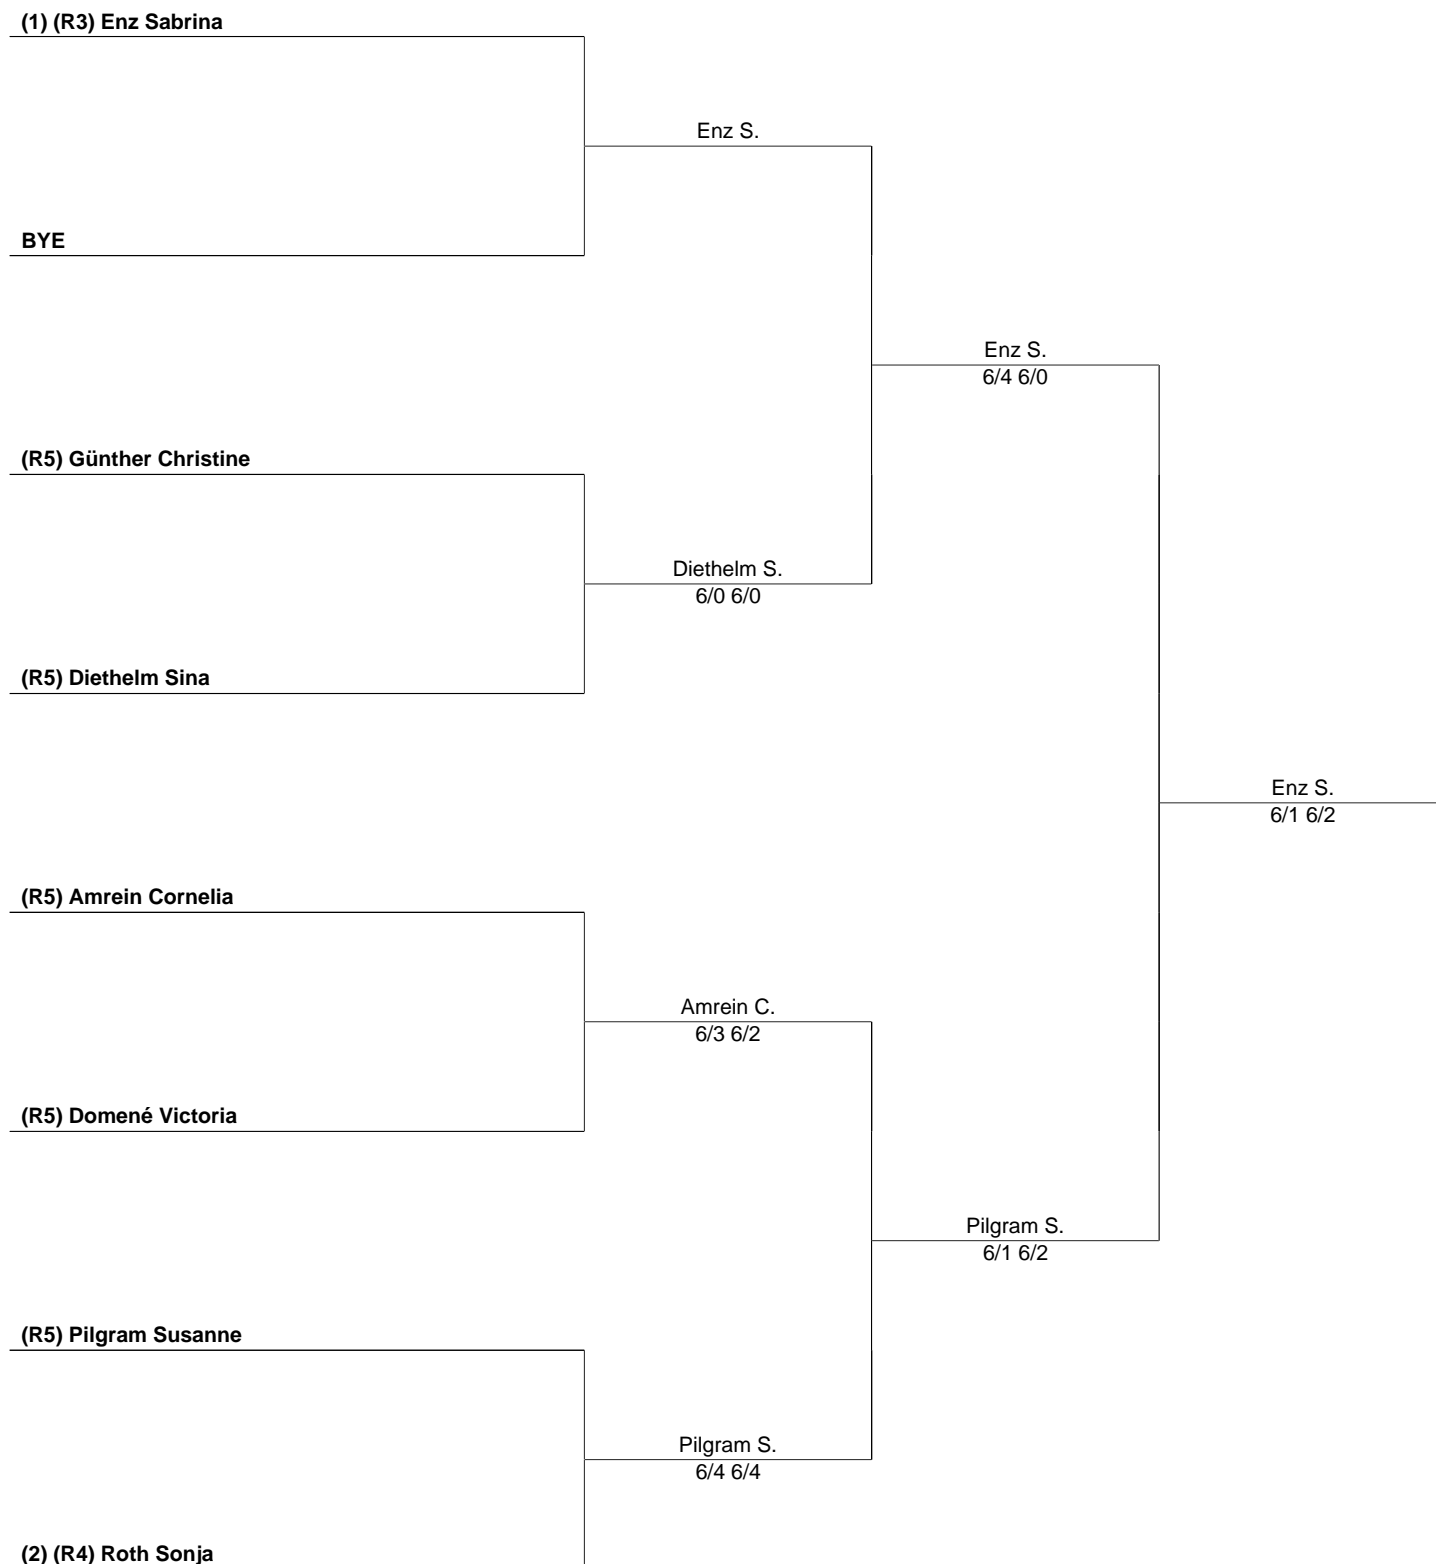 (1) (R3) Enz Sabrina
Enz S.
BYE
Enz S.
6/4 6/0
(R5) Günther Christine
Diethelm S.
6/0 6/0
(R5) Diethelm Sina
Enz S.
6/1 6/2
(R5) Amrein Cornelia
Amrein C.
6/3 6/2
(R5) Domené Victoria
Pilgram S.
6/1 6/2
(R5) Pilgram Susanne
Pilgram S.
6/4 6/4
(2) (R4) Roth Sonja